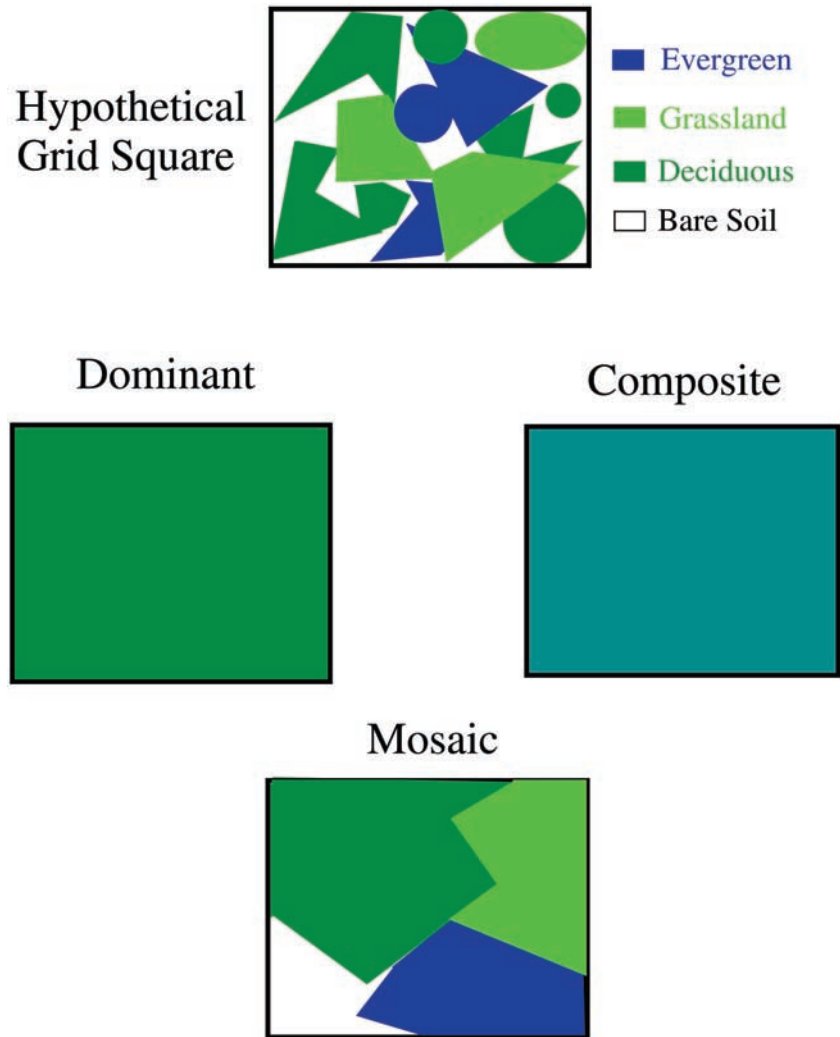 Hypothetical
Grid Square
Evergreen
Grassland
Deciduous
Bare Soil
Dominant
Composite
Mosaic